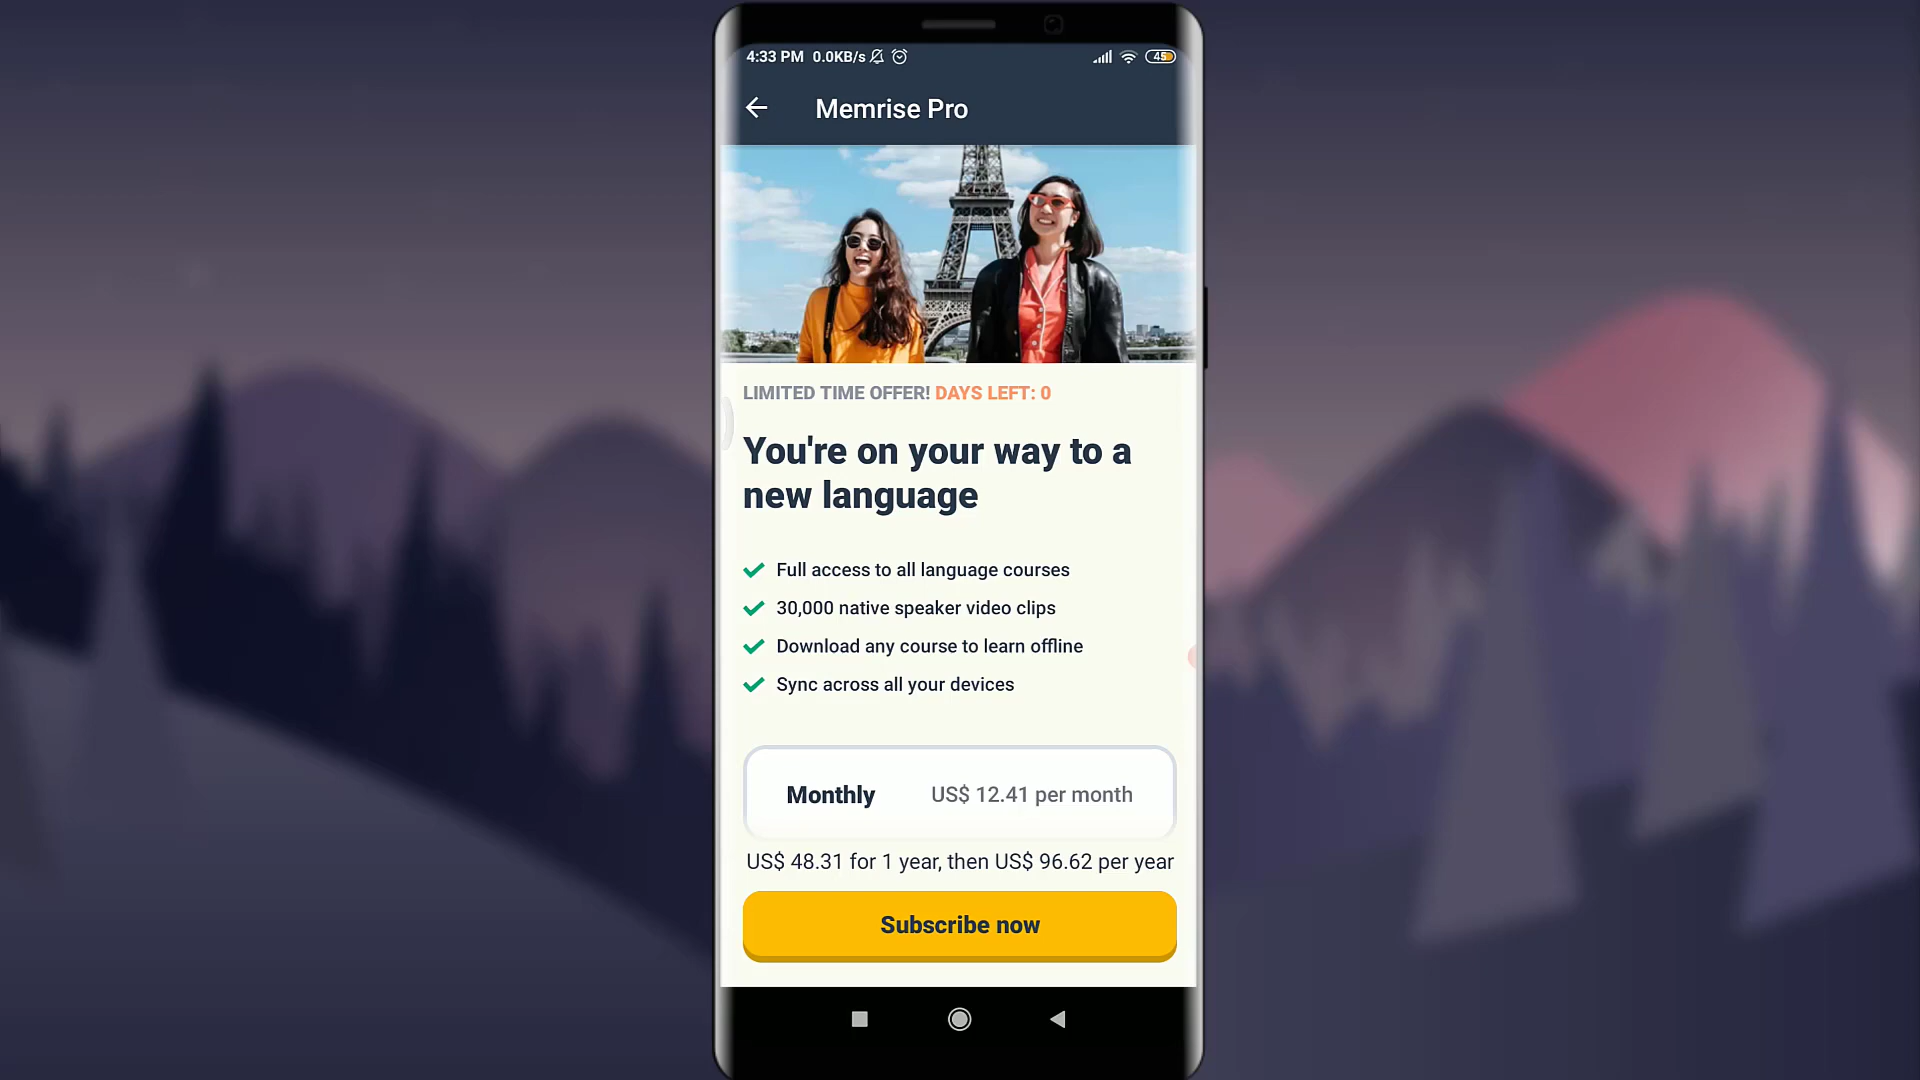 4:33 PM 0.0KB/s 45
Memrise Pro
LIMITED TIME OFFER! DAYS LEFT: 0
You're on your way to a
new language
Full access to all language courses
30,000 native speaker video clips
Download any course to learn offline
Sync across all your devices
Monthly US$ 12.41 per month
US$ 48.31 for 1 year, then US$ 96.62 per year
Subscribe now